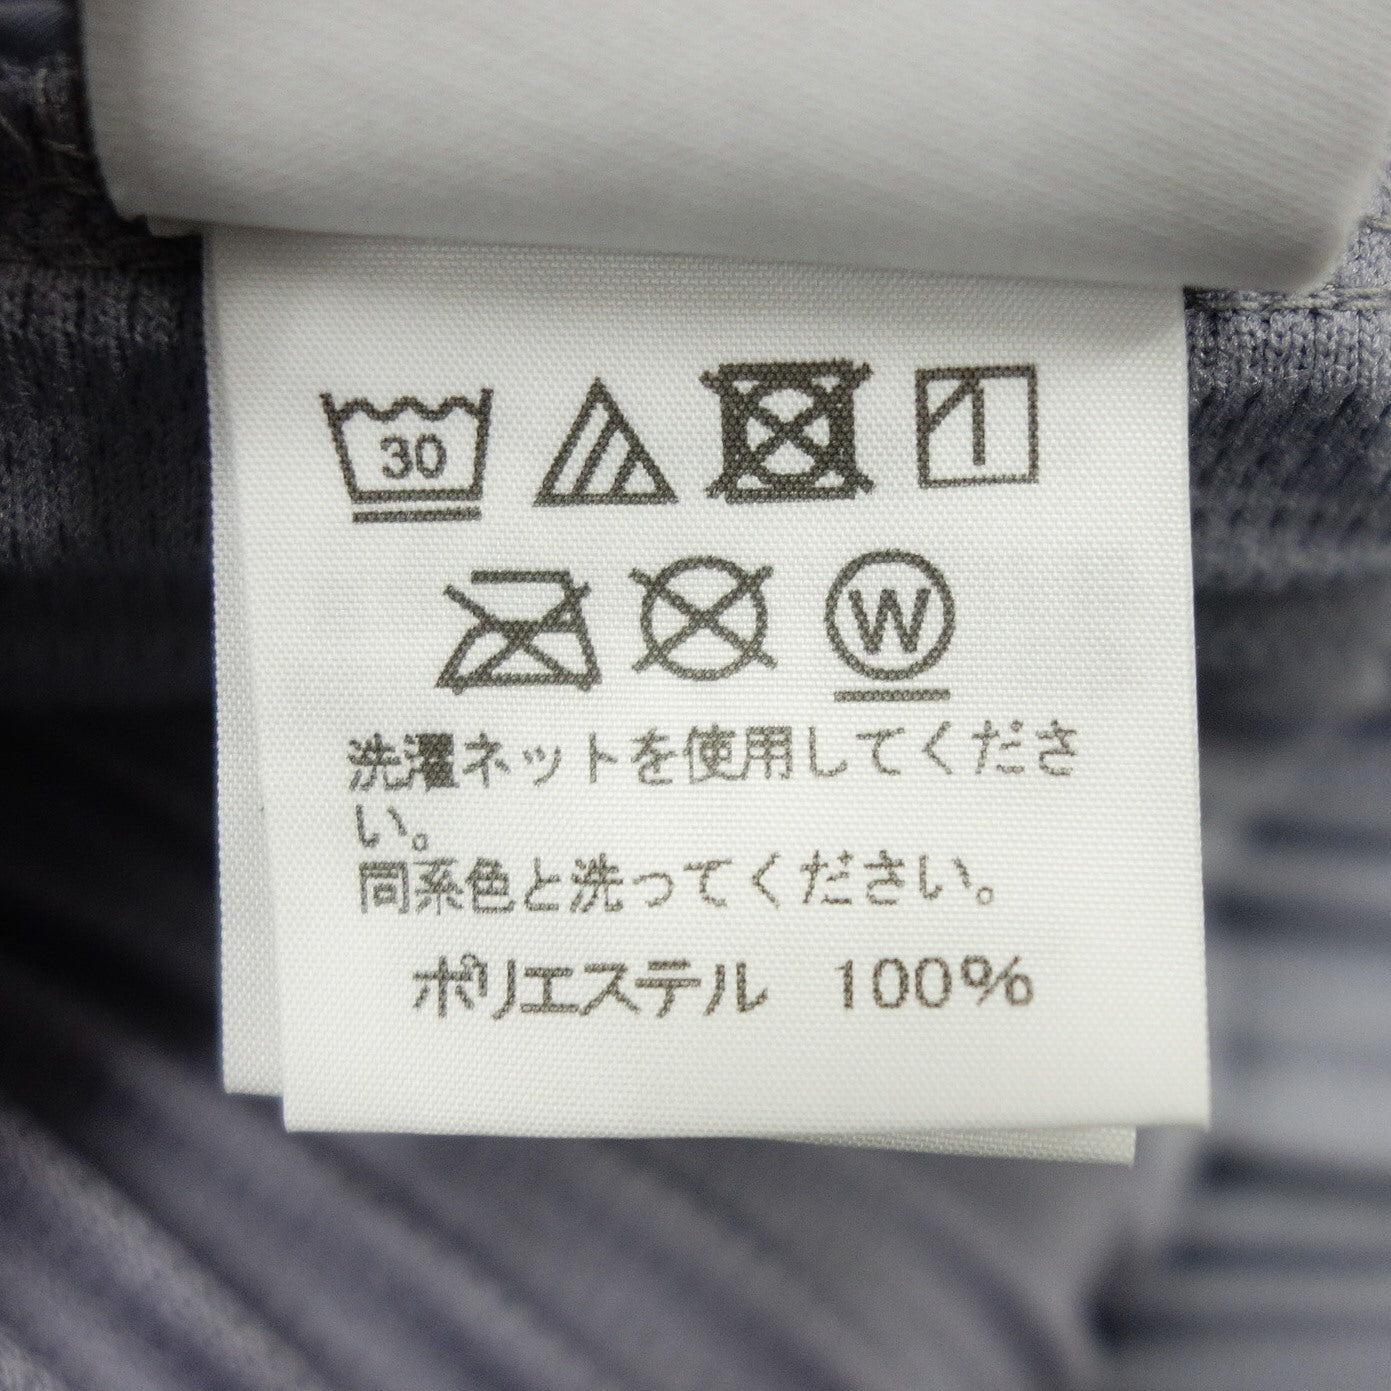 30
W
洗濯ネットを使用してくださ
い。
同系色と洗ってください。
ポリエステル 100%